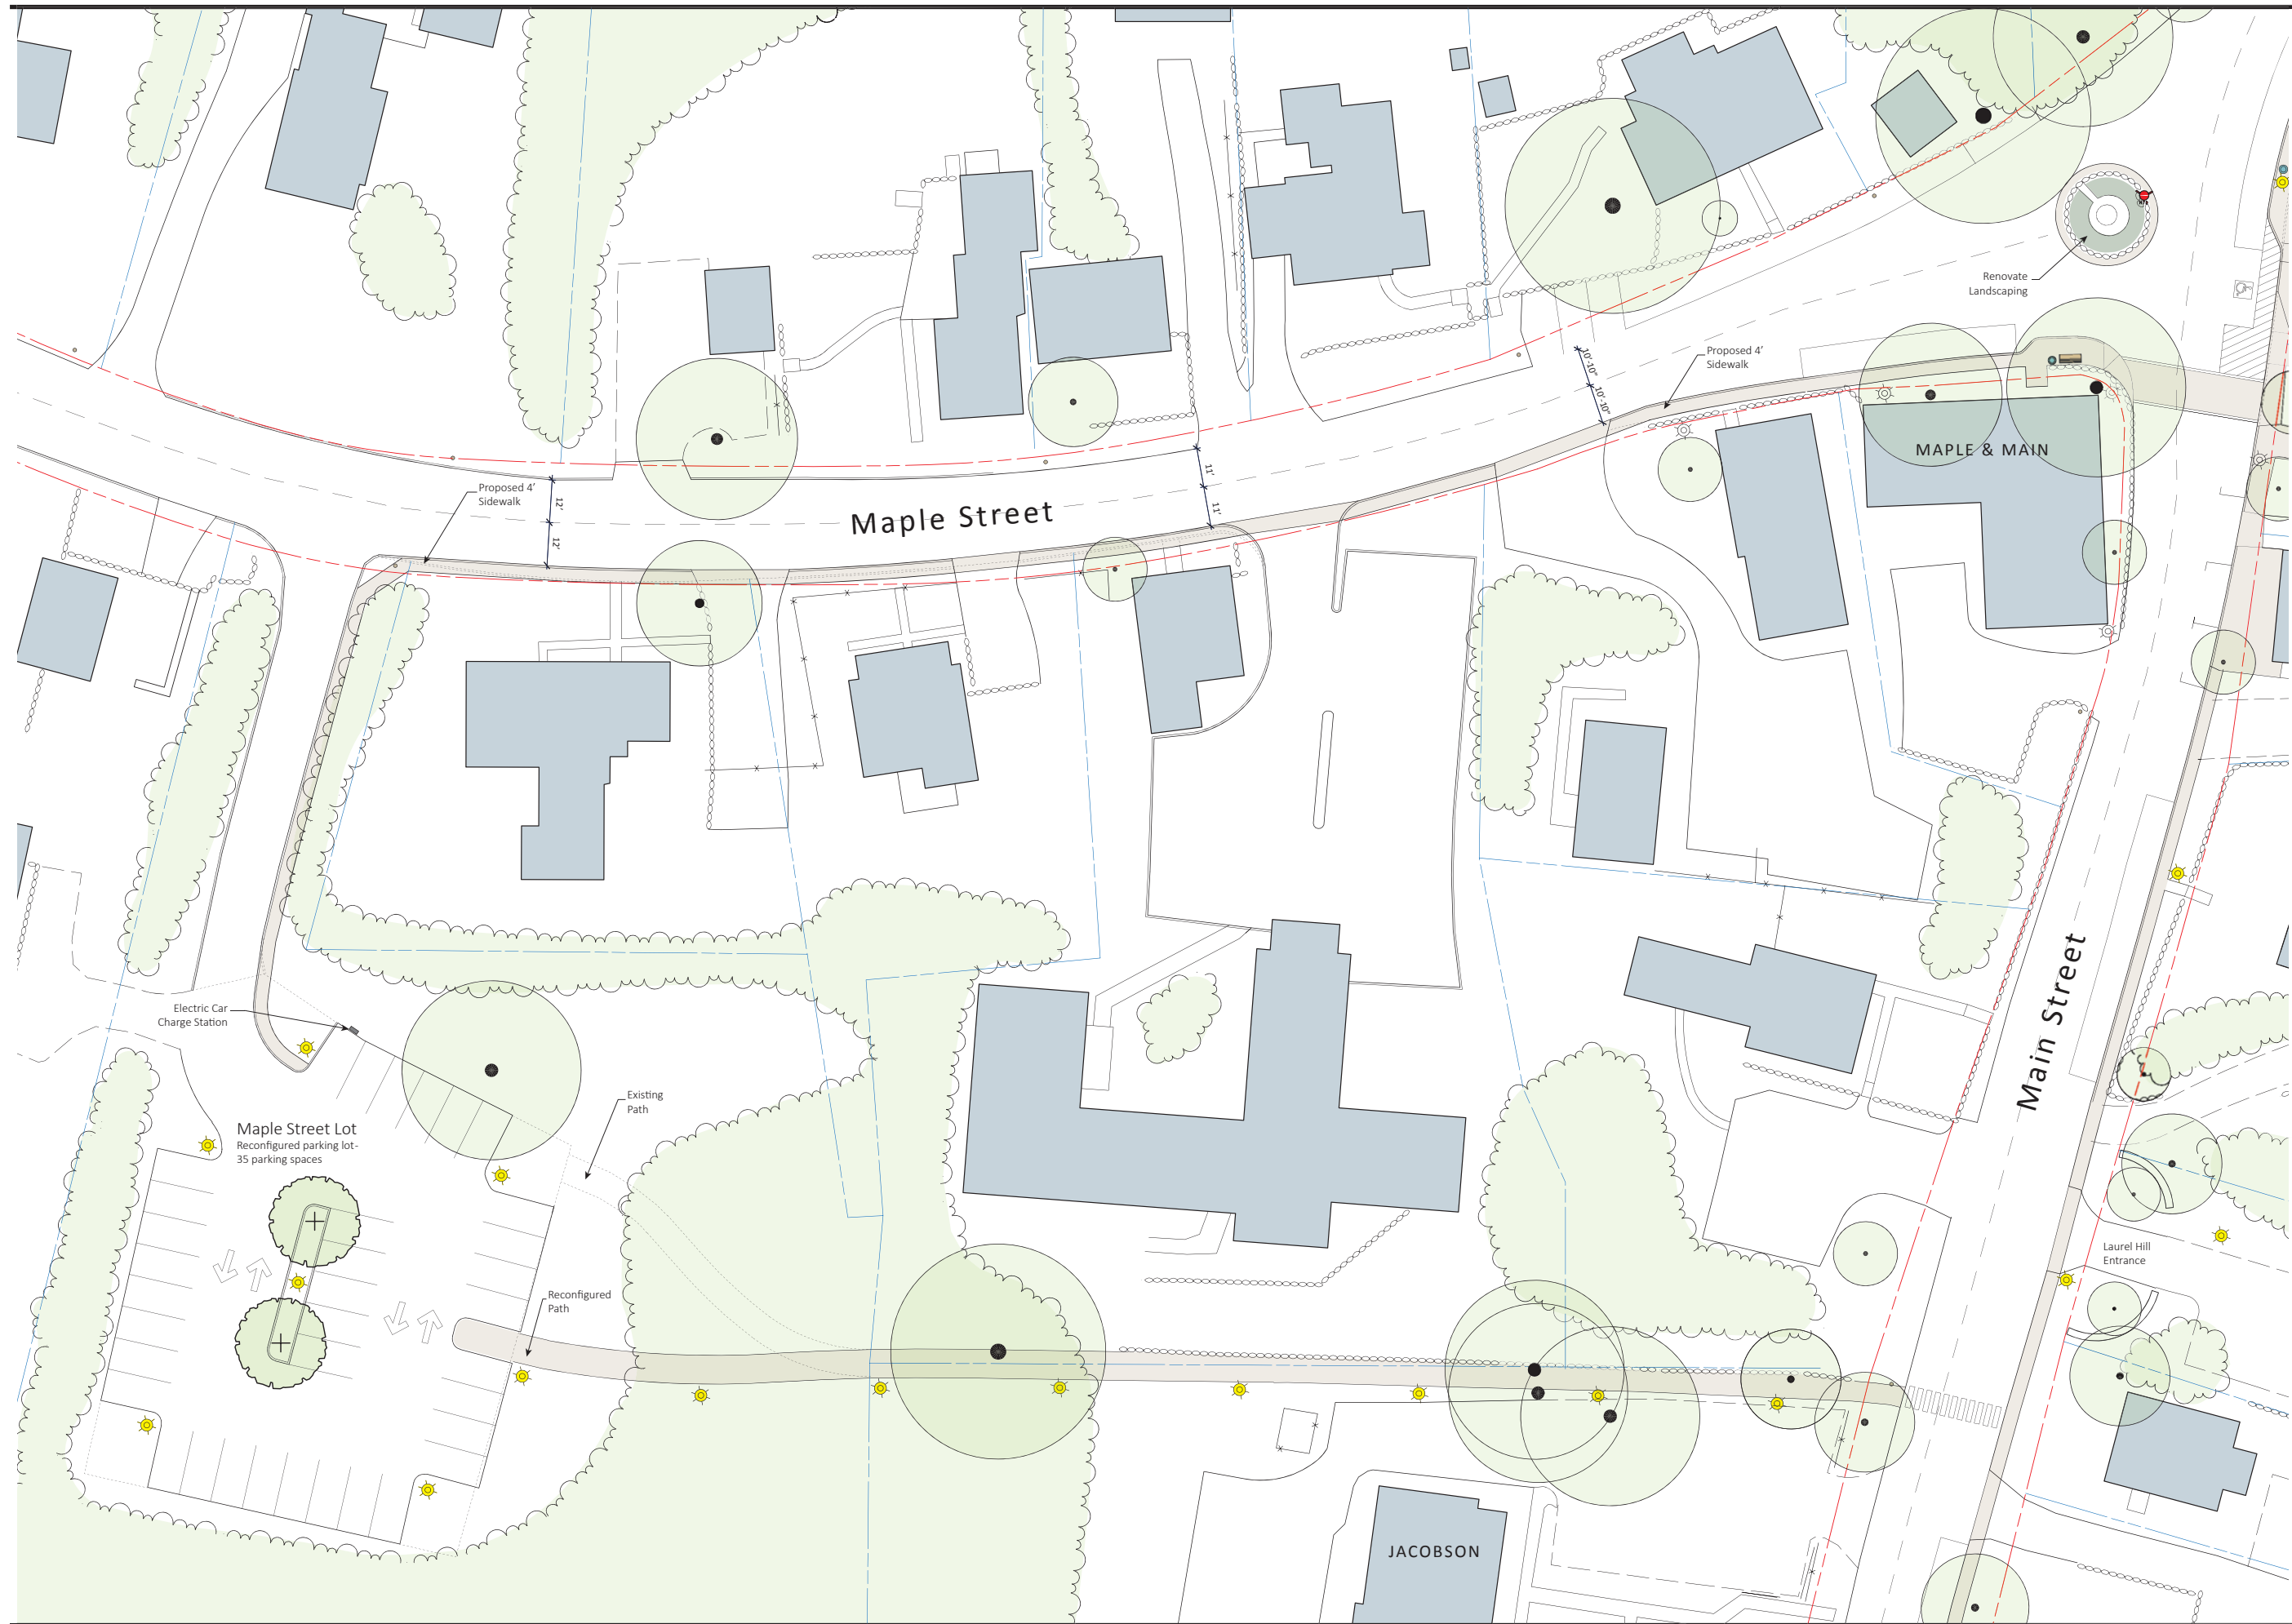 Renovate
Landscaping
Proposed 4'
Sidewalk
10'-10"
10'-10"
MAPLE & MAIN
Proposed 4'
Sidewalk
12'
12'
Maple Street
11'
11'
Main Street
Electric Car
Charge Station
Existing
Path
Maple Street Lot
Reconfigured parking lot-
35 parking spaces
Laurel Hill
Entrance
Reconfigured
Path
JACOBSON